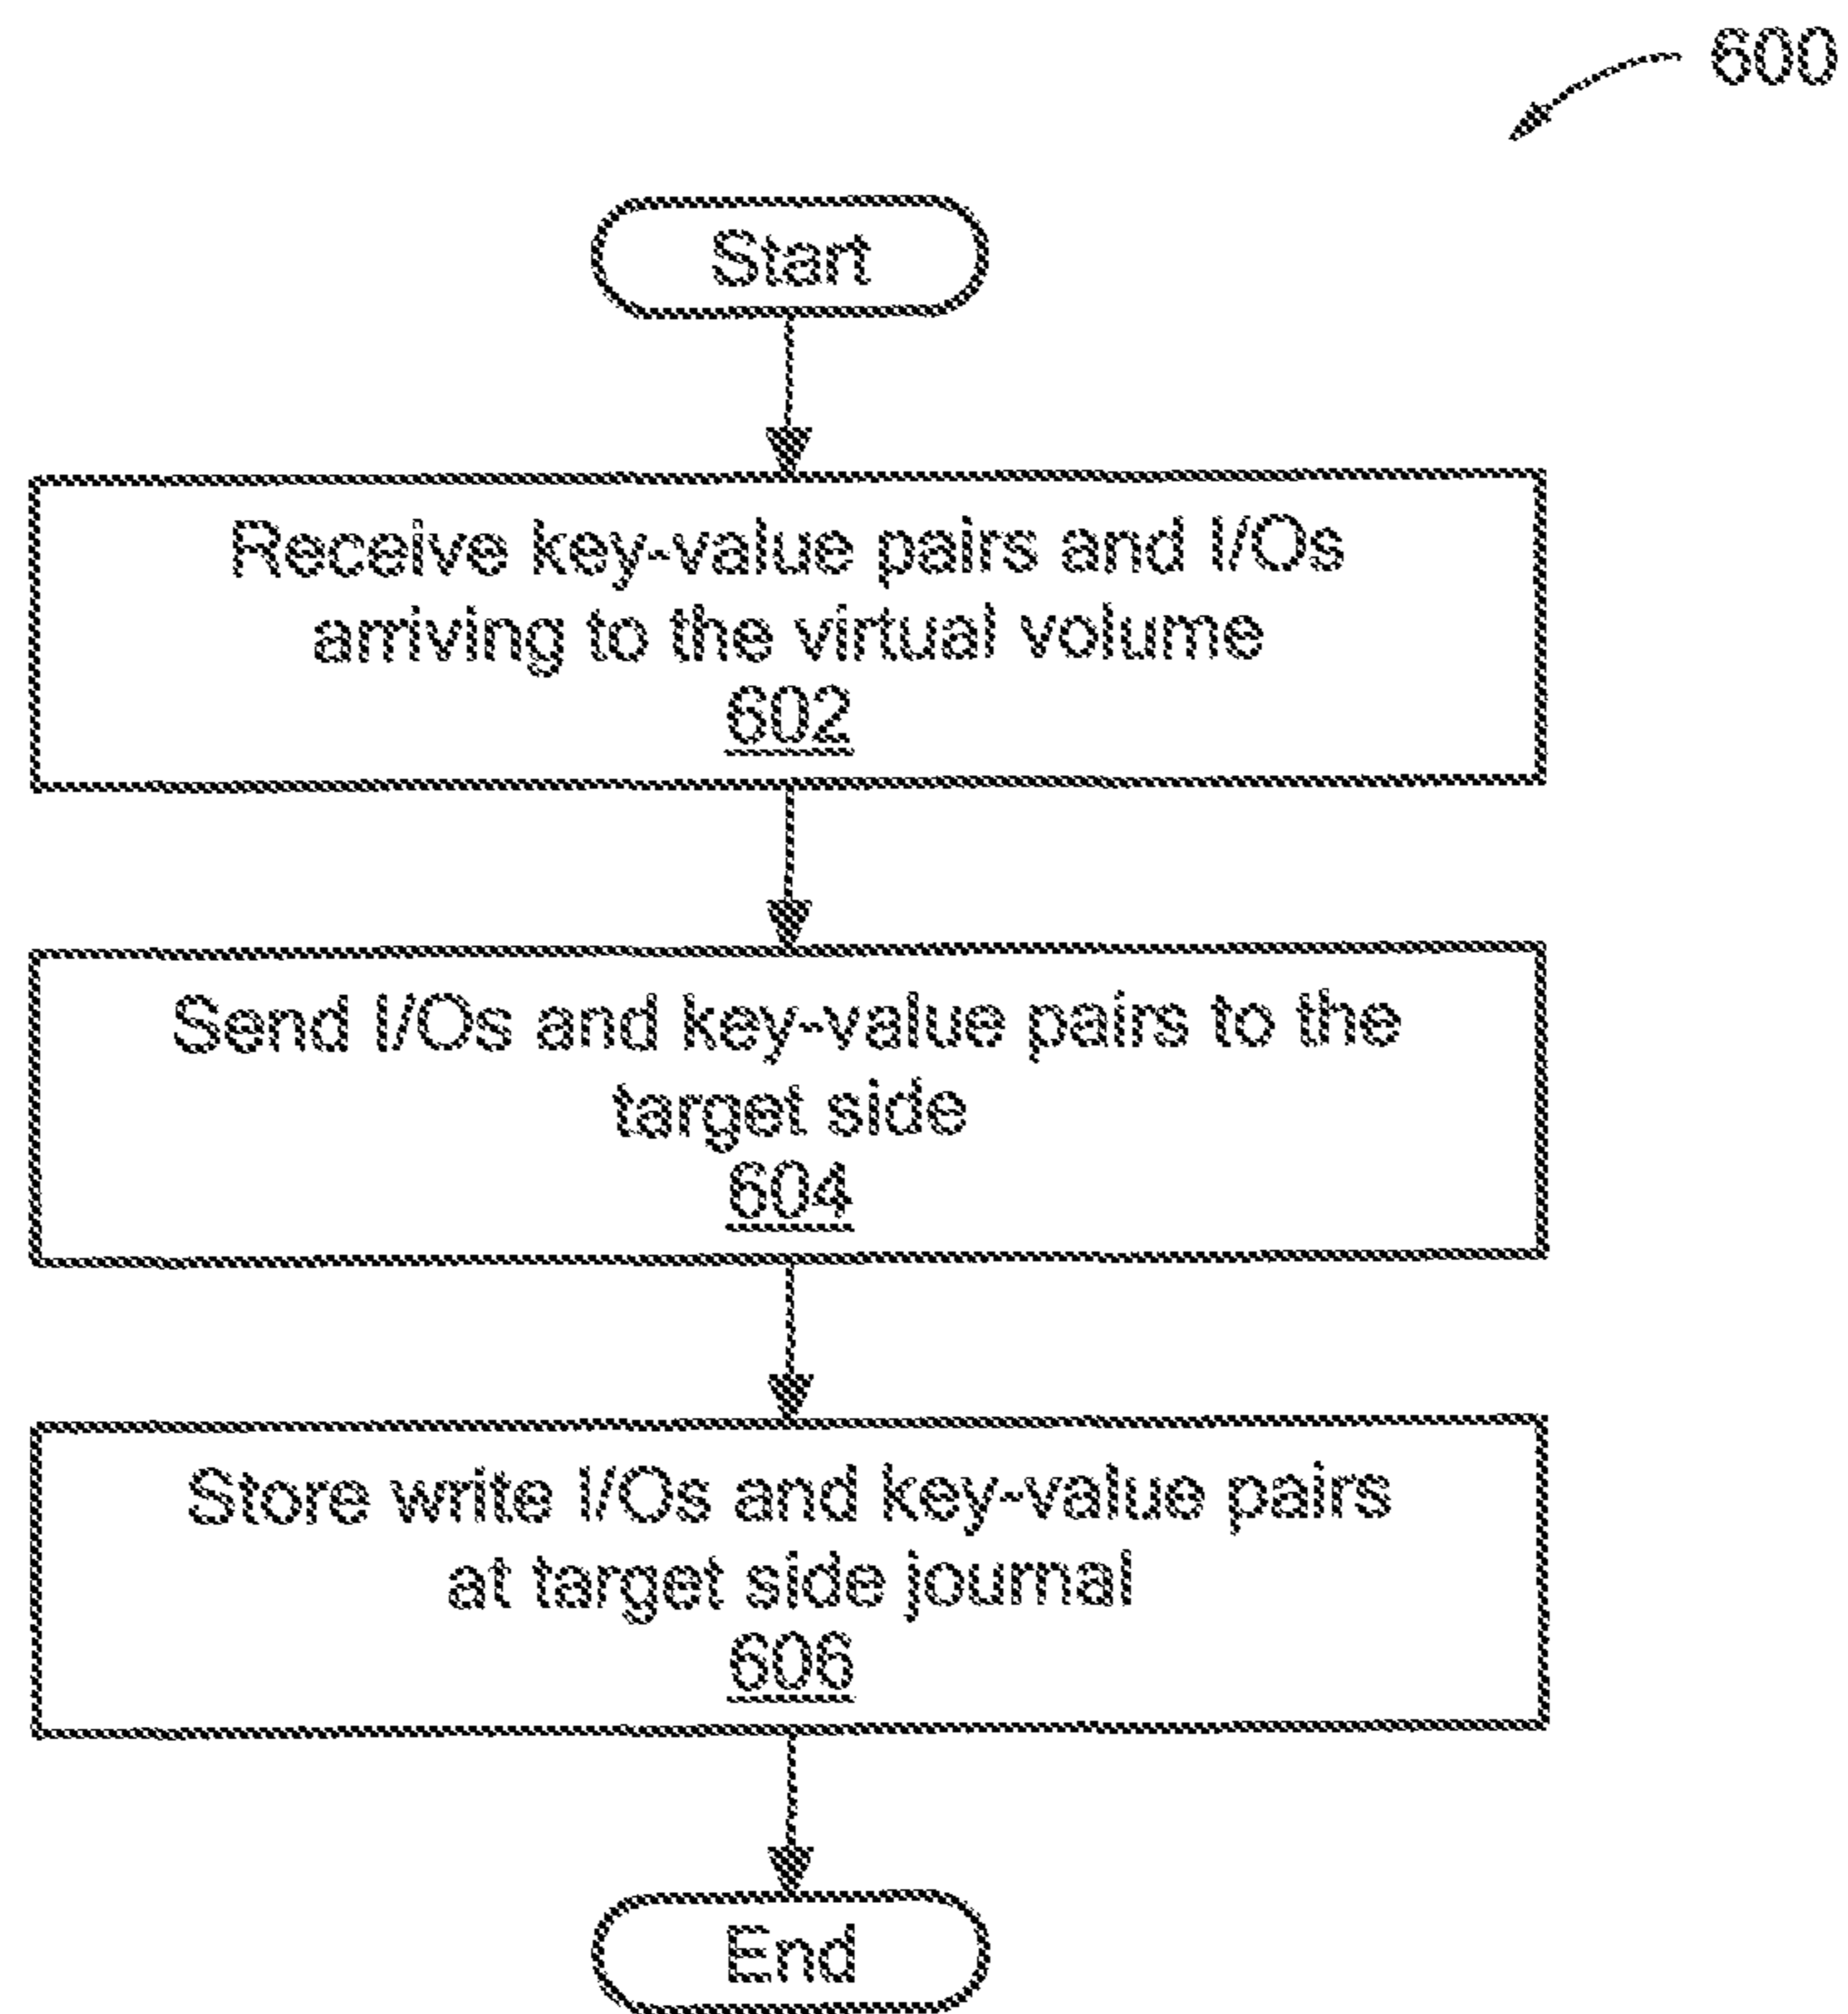 600
Start
Receive key-value pairs and I/Os
arriving to the virtual volume
602
Send I/Os and key-value pairs to the
target side
604
Store write I/Os and key-value pairs
at target side journal
606
End